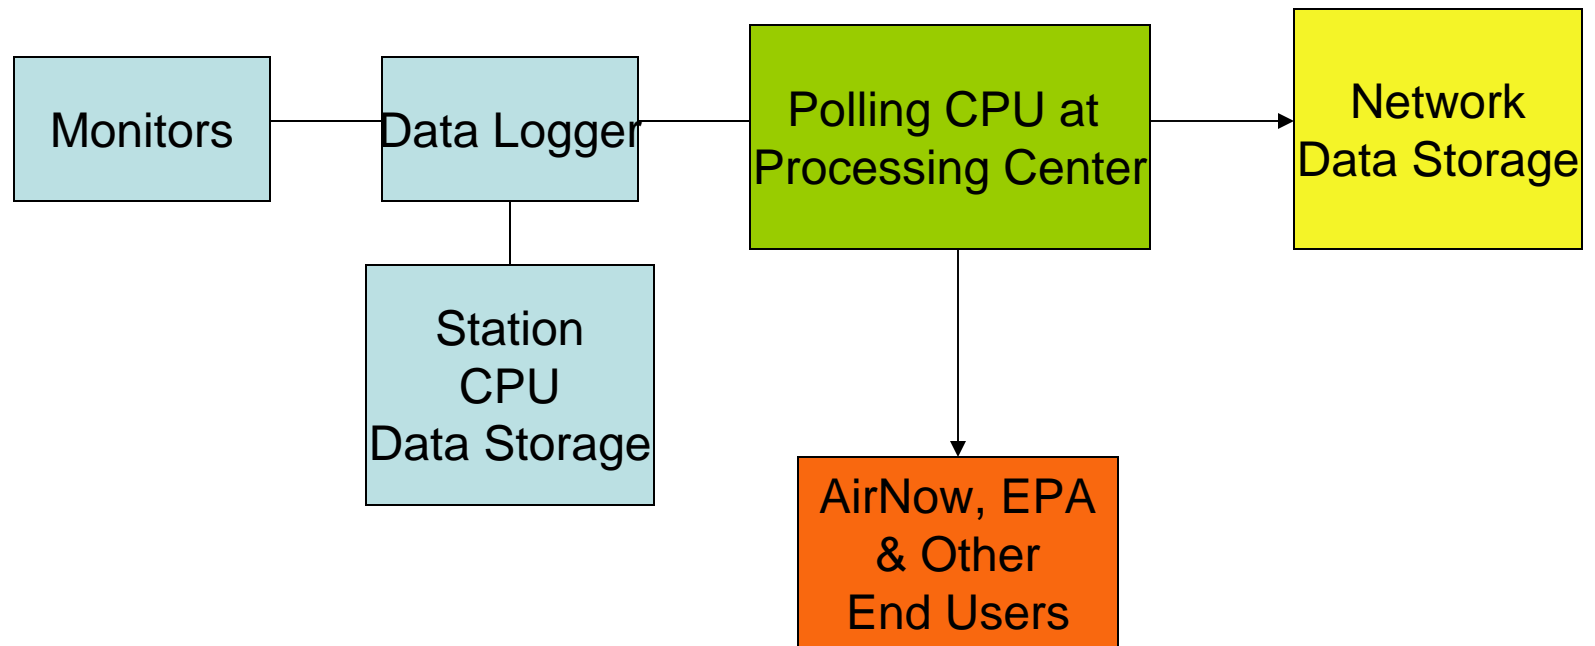 Monitors
Data Logger
Polling CPU at
Processing Center
Network
Data Storage
Station
CPU
Data Storage
AirNow, EPA
& Other
End Users